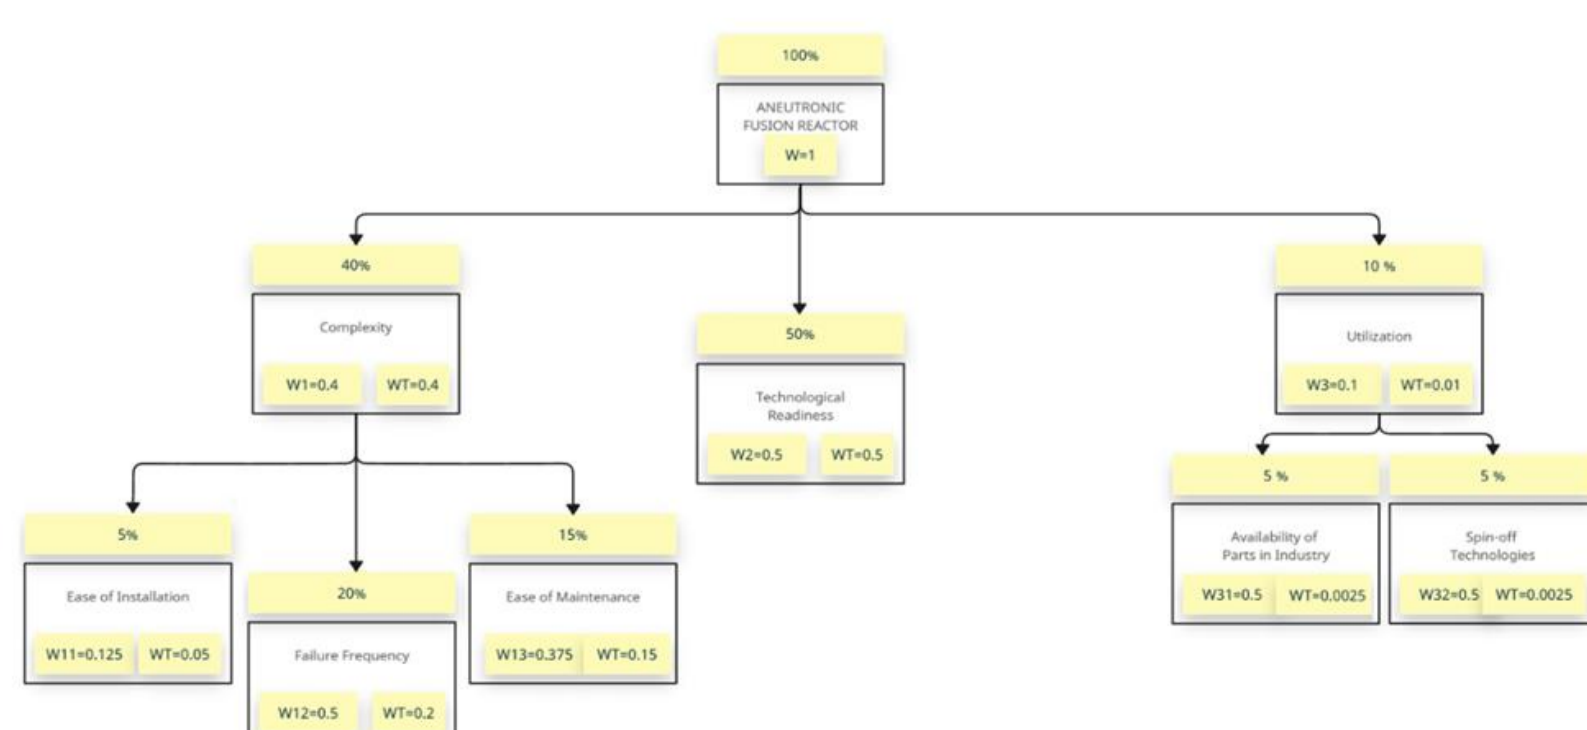 100%
ANEUTRONIC
FUSION REACTOR
W=1
40%
Complexity
W1=0.4 WT=0.4
50%
Technological
Readiness
W2=0.5 WT=0.5
10 %
Utilization
W3=0.1 WT=0.01
5%
Ease of Installation
W11=0.125 WT=0.05
20%
Failure Frequency
W12=0.5 WT=0.2
15%
Ease of Maintenance
W13=0.375 WT=0.15
5 %
Availability of
Parts in Industry
W31=0.5 WT=0.0025
5 %
Spin-off
Technologies
W32=0.5 WT=0.0025